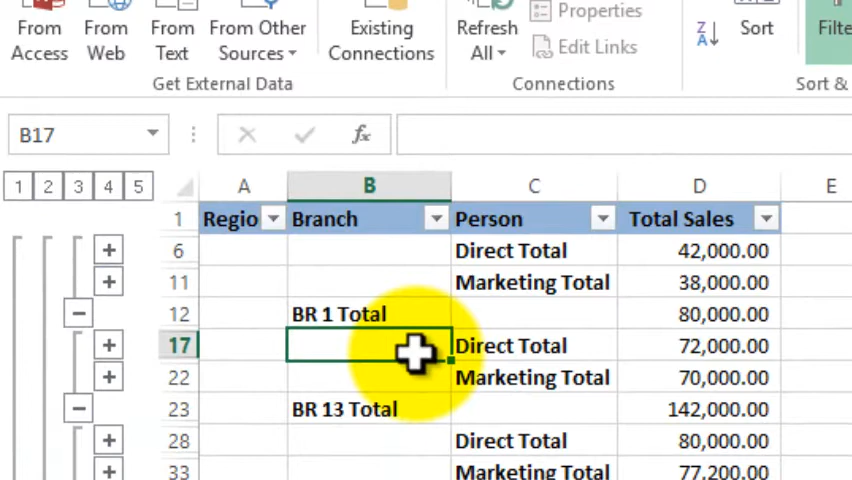 From Access
From Web
From Text
From Other Sources
Existing Connections
Refresh All
Properties
Edit Links
Sort
Filte
Get External Data
Connections
Sort &
B17
fx
1 2 3 4 5
A B C D E
1 Regio Branch Person Total Sales
6 Direct Total 42,000.00
11 Marketing Total 38,000.00
12 BR 1 Total 80,000.00
17 Direct Total 72,000.00
22 Marketing Total 70,000.00
23 BR 13 Total 142,000.00
28 Direct Total 80,000.00
33 Marketing Total 77,200.00